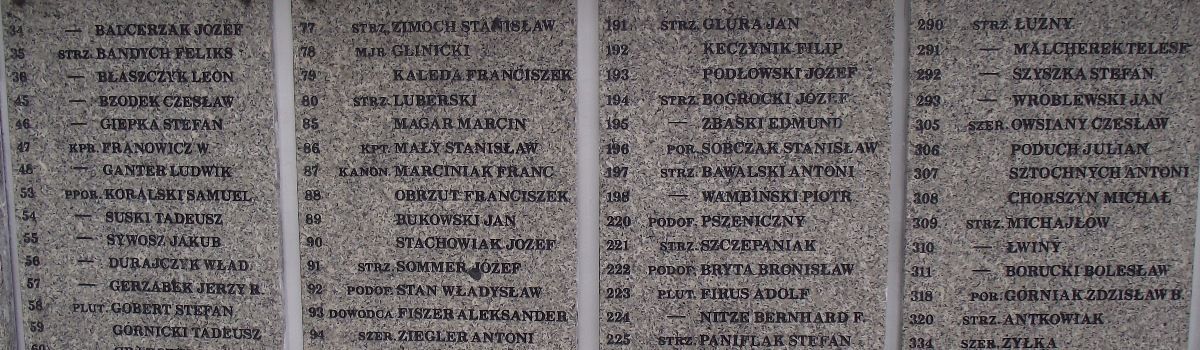 34 — BALCERZAK JÓZEF
35 STRZ. BANDYCH FELIKS
38 — BŁASZCZYK LEON
45 — BZODEK CZESŁAW
46 — GIEPKA STEFAN
47 KPR. FRANOWICZ W.
48 — GANTER LUDWIK
53 PPOR. KORALSKI SAMUEL
54 — SUSKI TADEUSZ
55 — SYWOSZ JAKUB
56 — DURAJCZYK WŁAD.
57 — GERZABEK JERZY R.
58 PLUT. GOBERT STEFAN
59 GÓRNICKI TADEUSZ
60
77 STRZ. ZIMOCH STANISŁAW
78 MJR GLINICKI
79 KALEDA FRANCISZEK
80 STRZ. LUBERSKI
85 MAGAR MARCIN
86 KPT. MAŁY STANISŁAW
87 KANON. MARCINIAK FRANC
88 OBRZUT FRANCISZEK
89 BUKOWSKI JAN
90 STACHOWIAK JÓZEF
91 STRZ. SOMMER JÓZEF
92 PODOF. STAN WŁADYSŁAW
93 DOWÓDCA FISZER ALEKSANDER
94 SZER. ZIEGLER ANTONI
191 STRZ. GLURA JAN
192 KECZYNIK FILIP
193 PODŁOWSKI JÓZEF
194 STRZ. BOGROCKI JÓZEF
195 — ZBĄSKI EDMUND
196 POR. SOBCZAK STANISŁAW
197 STRZ. BAWALSKI ANTONI
198 — WAMBIŃSKI PIOTR
220 PODOF. PSZENICZNY
221 STRZ. SZCZEPANIAK
222 PODOF. BRYTA BRONISŁAW
223 PLUT. FIRUS ADOLF
224 — NITZE BERNHARD F.
225 STRZ. PANIFLAK STEFAN
290 STRZ. ŁUŻNY
291 — MALCHEREK TELESF
292 — SZYSZKA STEFAN
293 — WRÓBLEWSKI JAN
305 SZER. OWSIANY CZESŁAW
306 PODUCH JULIAN
307 SZTOCHNYCH ANTONI
308 CHORSZYN MICHAŁ
309 STRZ. MICHAJŁÓW
310 — ŁWINY
311 — BORUCKI BOLESŁAW
318 POR. GÓRNIAK ZDZISŁAW B.
320 STRZ. ANTKOWIAK
334 SZER. ŻYŁKA